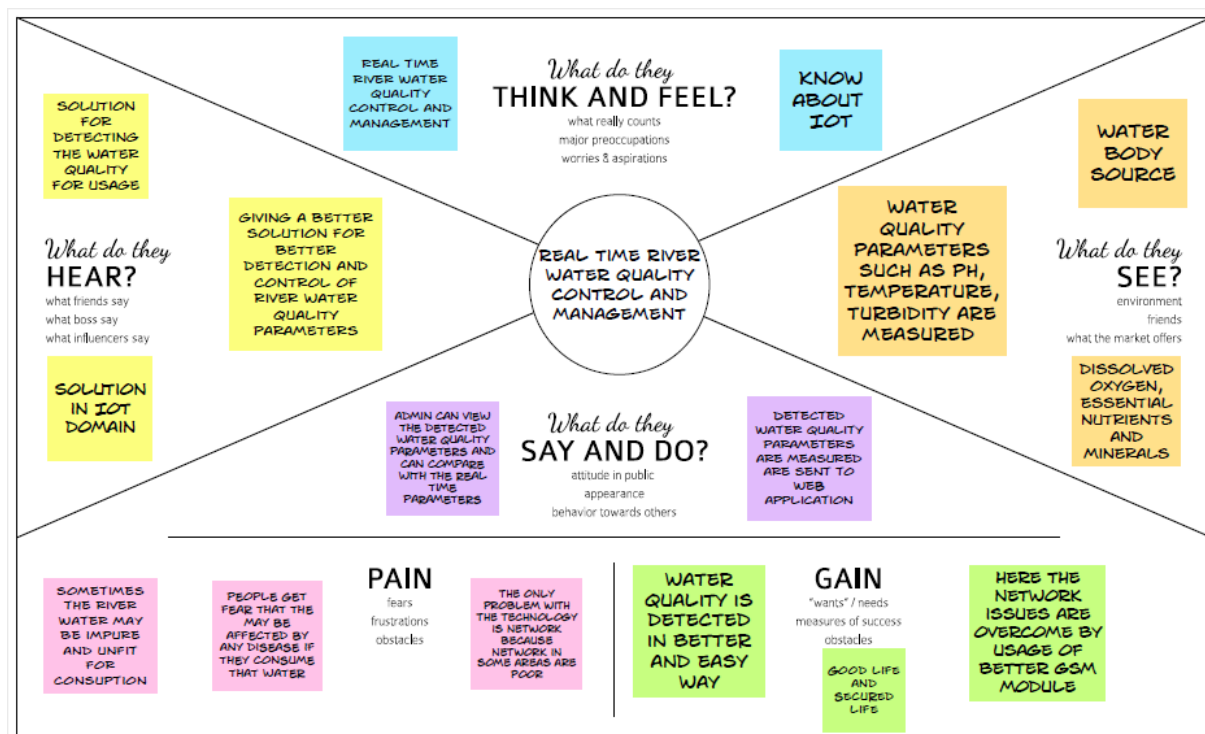 What do they
THINK AND FEEL?
what really counts
major preoccupations
worries & aspirations
REAL TIME
RIVER WATER
QUALITY
CONTROL AND
MANAGEMENT
KNOW
ABOUT
IOT
SOLUTION
FOR
DETECTING
THE WATER
QUALITY
FOR USAGE
What do they
HEAR?
what friends say
what boss say
what influencers say
GIVING A BETTER
SOLUTION FOR
BETTER
DETECTION AND
CONTROL OF
RIVER WATER
QUALITY
PARAMETERS
SOLUTION
IN IOT
DOMAIN
REAL TIME RIVER
WATER QUALITY
CONTROL AND
MANAGEMENT
WATER
QUALITY
PARAMETERS
SUCH AS PH,
TEMPERATURE,
TURBIDITY ARE
MEASURED
WATER
BODY
SOURCE
What do they
SEE?
environment
friends
what the market offers
DISSOLVED
OXYGEN,
ESSENTIAL
NUTRIENTS
AND
MINERALS
ADMIN CAN VIEW
THE DETECTED
WATER QUALITY
PARAMETERS AND
CAN COMPARE
WITH THE REAL
TIME
PARAMETERS
What do they
SAY AND DO?
attitude in public
appearance
behavior towards others
DETECTED
WATER QUALITY
PARAMETERS
ARE MEASURED
ARE SENT TO
WEB
APPLICATION
SOMETIMES
THE RIVER
WATER MAY
BE IMPURE
AND UNFIT
FOR
CONSUPTION
PEOPLE GET
FEAR THAT THE
MAY BE
AFFECTED BY
ANY DISEASE IF
THEY CONSUME
THAT WATER
PAIN
fears
frustrations
obstacles
THE ONLY
PROBLEM WITH
THE TECHNOLOGY
IS NETWORK
BECAUSE
NETWORK IN
SOME AREAS ARE
POOR
WATER
QUALITY IS
DETECTED
IN BETTER
AND EASY
WAY
GAIN
"wants" / needs
measures of success
obstacles
GOOD LIFE
AND
SECURED
LIFE
HERE THE
NETWORK
ISSUES ARE
OVERCOME BY
USAGE OF
BETTER GSM
MODULE